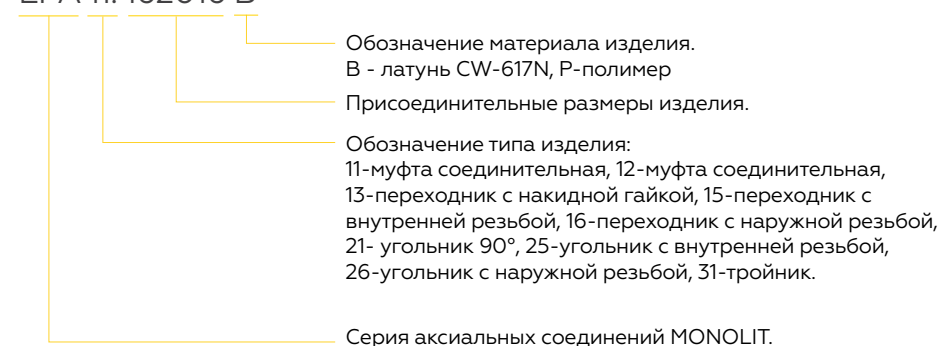 Обозначение материала изделия.
В - латунь CW-617N, Р-полимер
Присоединительные размеры изделия.
Обозначение типа изделия:
11-муфта соединительная, 12-муфта соединительная,
13-переходник с накидной гайкой, 15-переходник с
внутренней резьбой, 16-переходник с наружной резьбой,
21- угольник 90°, 25-угольник с внутренней резьбой,
26-угольник с наружной резьбой, 31-тройник.
Серия аксиальных соединений MONOLIT.